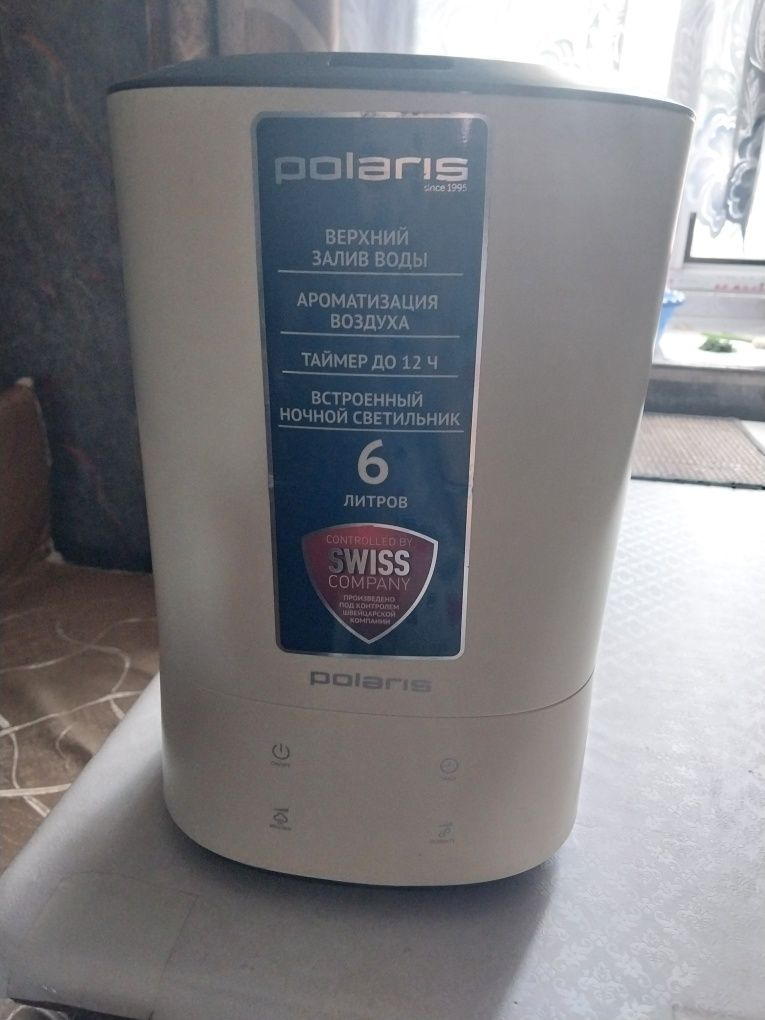 polaris
since 1995
ВЕРХНИЙ
ЗАЛИВ ВОДЫ
АРОМАТИЗАЦИЯ
ВОЗДУХА
ТАЙМЕР ДО 12 Ч
ВСТРОЕННЫЙ
НОЧНОЙ СВЕТИЛЬНИК
6
ЛИТРОВ
CONTROLLED BY
SWISS
COMPANY
ПРОИЗВЕДЕНО
ПОД КОНТРОЛЕМ
ШВЕЙЦАРСКОЙ
КОМПАНИИ
polaris